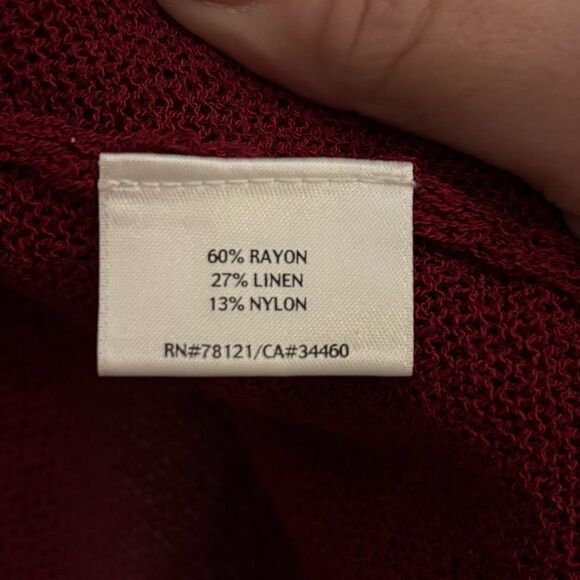 60% RAYON
27% LINEN
13% NYLON
RN#78121/CA#34460